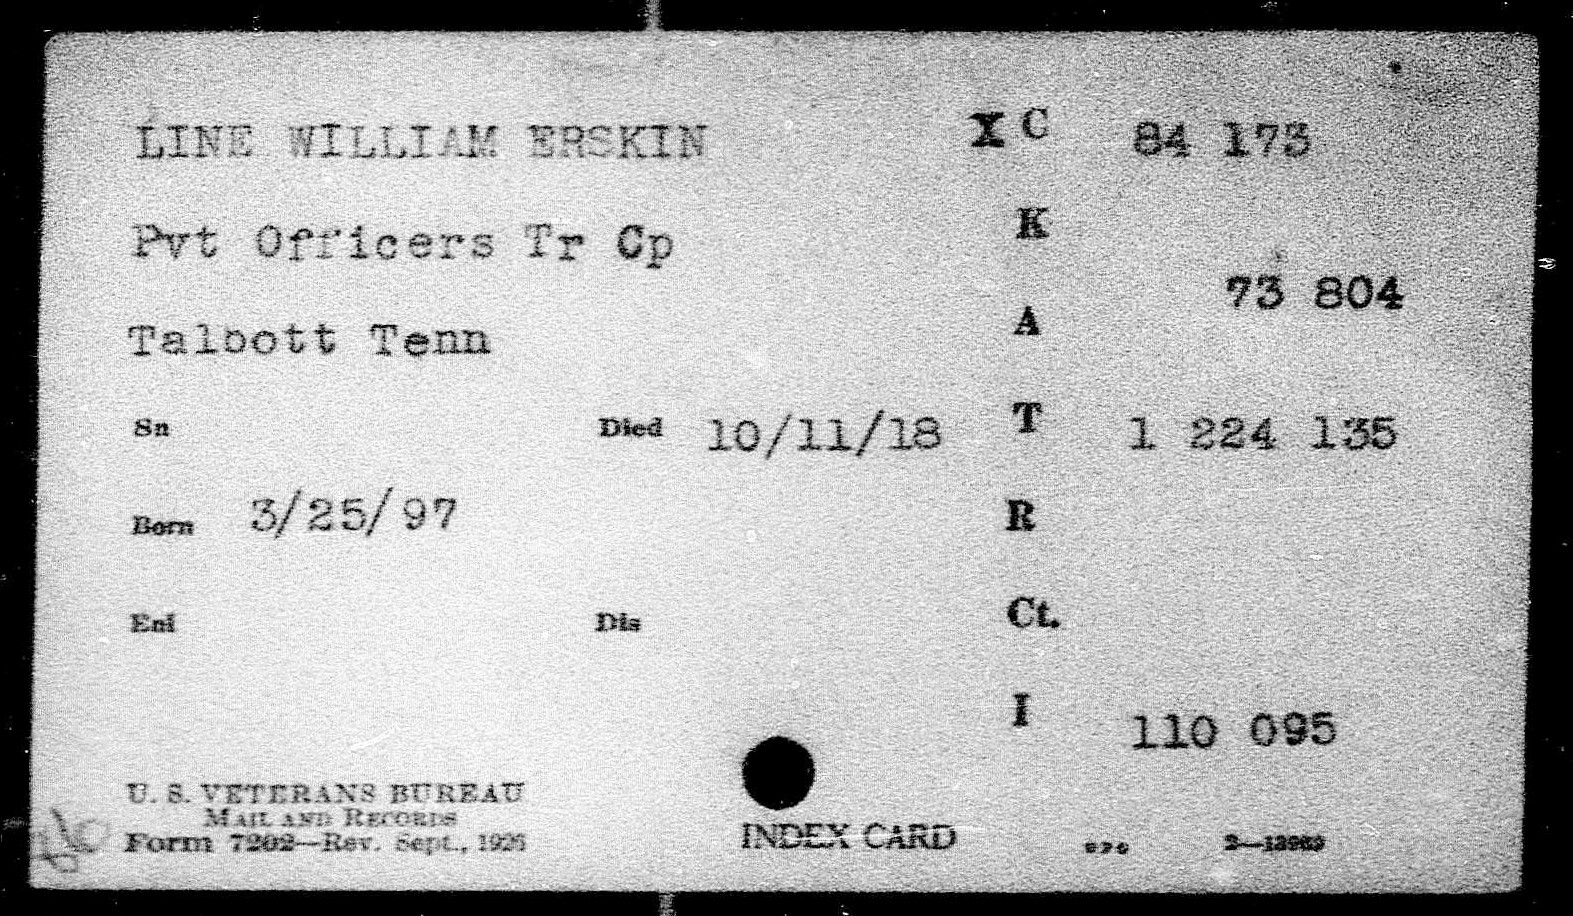 LINE WILLIAM ERSKIN X C 84 173
Pvt Officers Tr Cp K
73 804
Talbott Tenn A
Sn Died 10/11/18 T 1 224 135
Born 3/25/97 R
Enl Dis Ct.
I 110 095
U. S. VETERANS BUREAU
MAIL AND RECORDS
Form 7202—Rev. Sept., 1926
INDEX CARD